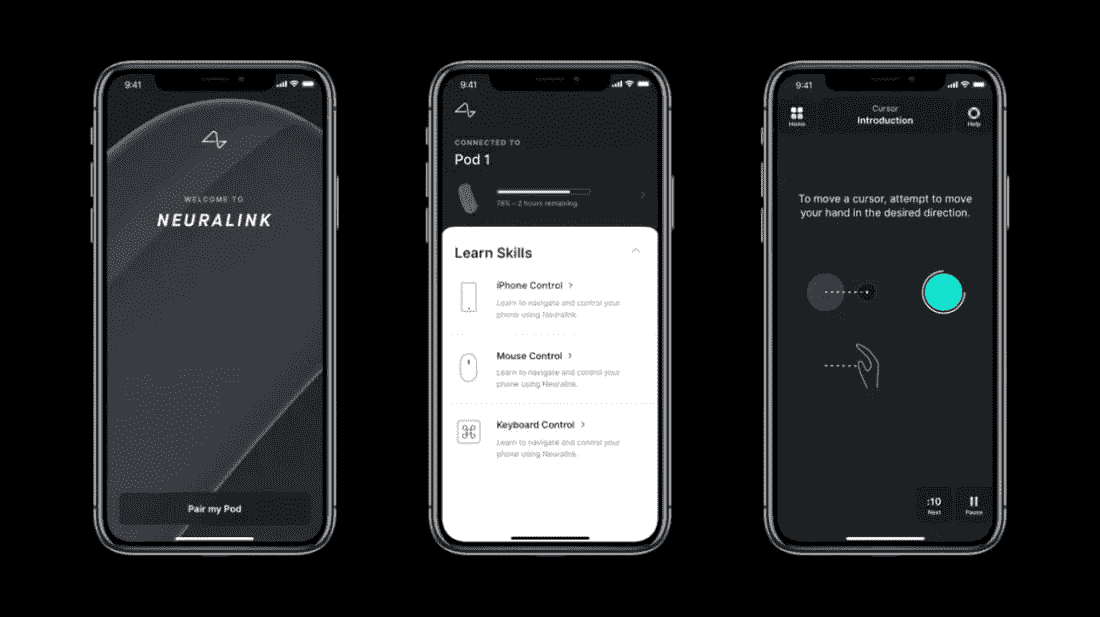 9:41
WELCOME TO
NEURALINK
Pair my Pod
9:41
CONNECTED TO
Pod 1
78% – 2 hours remaining
Learn Skills
iPhone Control
Learn to navigate and control your
phone using Neuralink.
Mouse Control
Learn to navigate and control your
phone using Neuralink.
Keyboard Control
Learn to navigate and control your
phone using Neuralink.
9:41
Home
Cursor
Introduction
Help
To move a cursor, attempt to move
your hand in the desired direction.
:10
Next
Pause